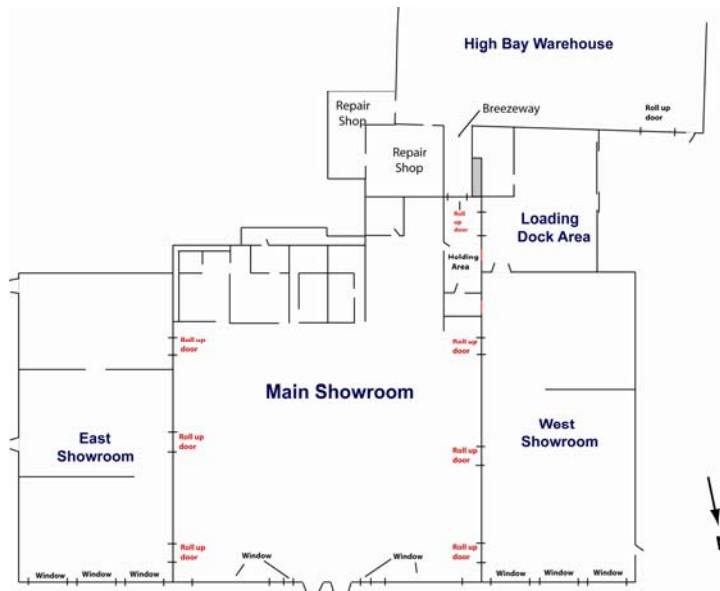 High Bay Warehouse
Repair
Shop
Breezeway
Roll up
door
Repair
Shop
Roll
up
door
Loading
Dock Area
Holding
Area
Roll up
door
Roll up
door
Main Showroom
East
Showroom
Roll up
door
West
Showroom
Roll up
door
Roll up
door
Window
Window
Roll up
door
Window
Window
Window
Window
Window
Window